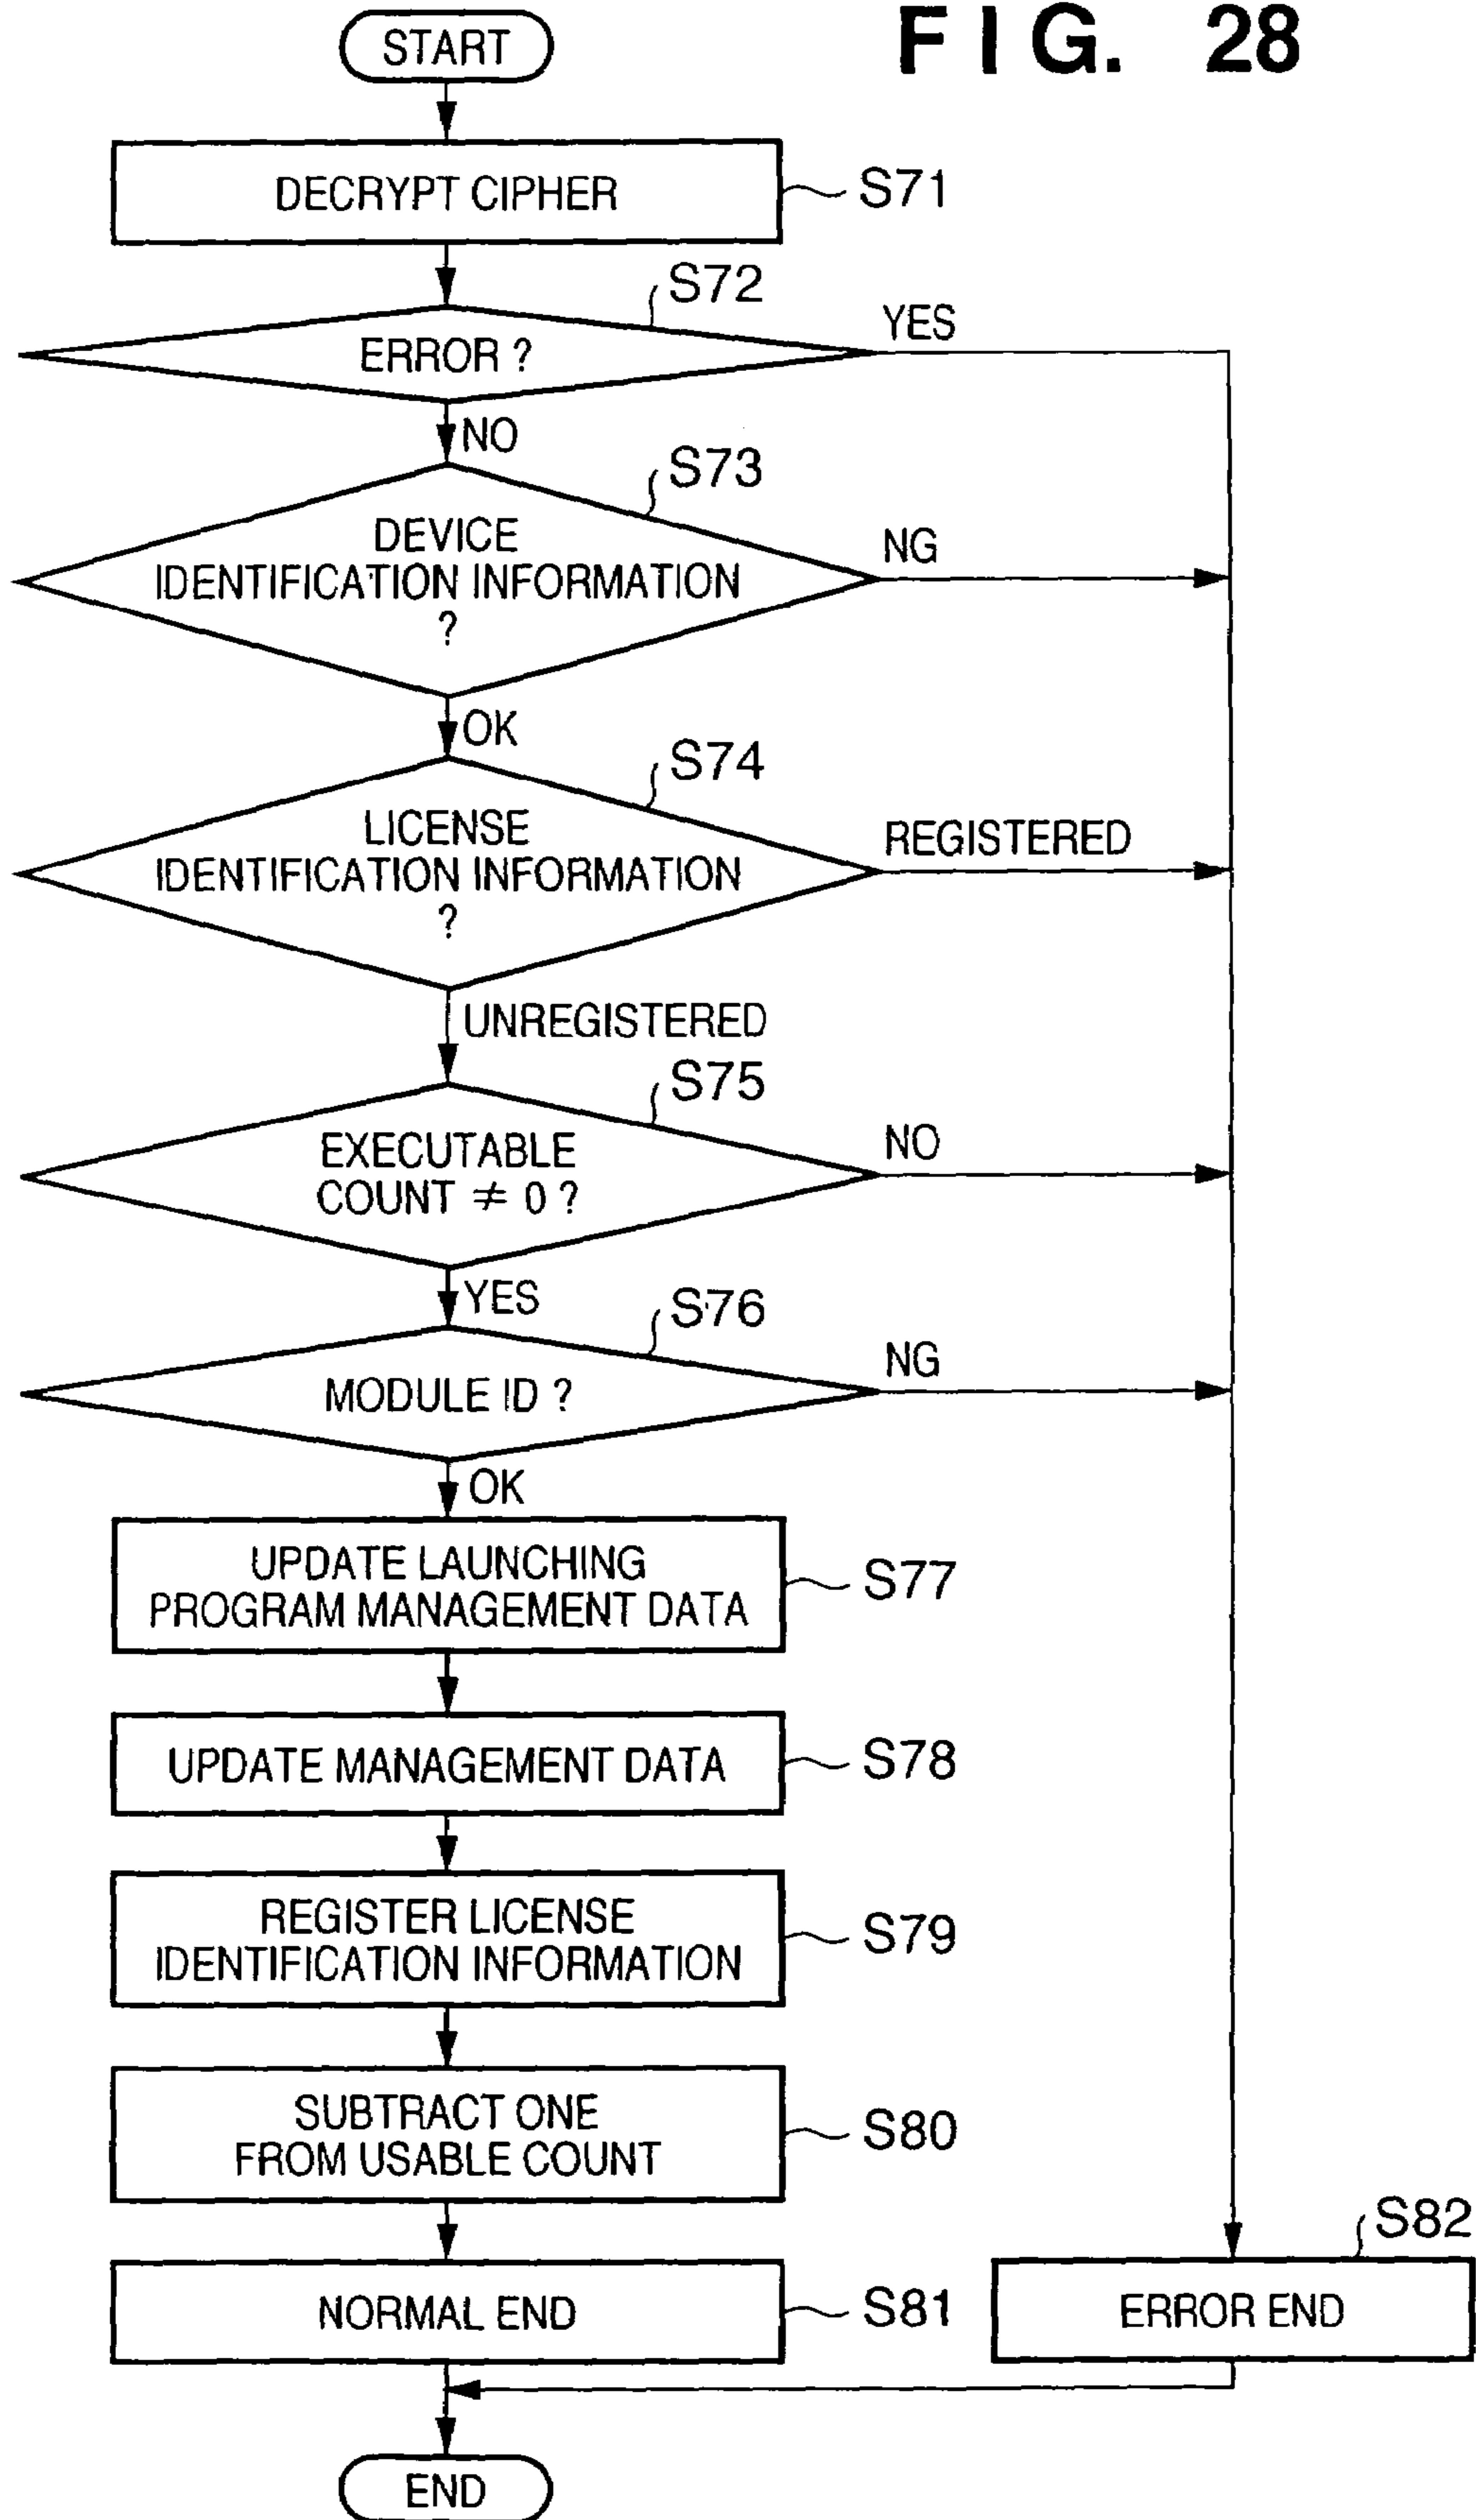 FIG. 28
START
DECRYPT CIPHER
S71
S72
ERROR ?
YES
NO
S73
DEVICE
IDENTIFICATION INFORMATION
?
NG
OK
S74
LICENSE
IDENTIFICATION INFORMATION
?
REGISTERED
UNREGISTERED
S75
EXECUTABLE
COUNT ≠ 0 ?
NO
YES
S76
MODULE ID ?
NG
OK
UPDATE LAUNCHING
PROGRAM MANAGEMENT DATA
S77
UPDATE MANAGEMENT DATA
S78
REGISTER LICENSE
IDENTIFICATION INFORMATION
S79
SUBTRACT ONE
FROM USABLE COUNT
S80
NORMAL END
S81
S82
ERROR END
END